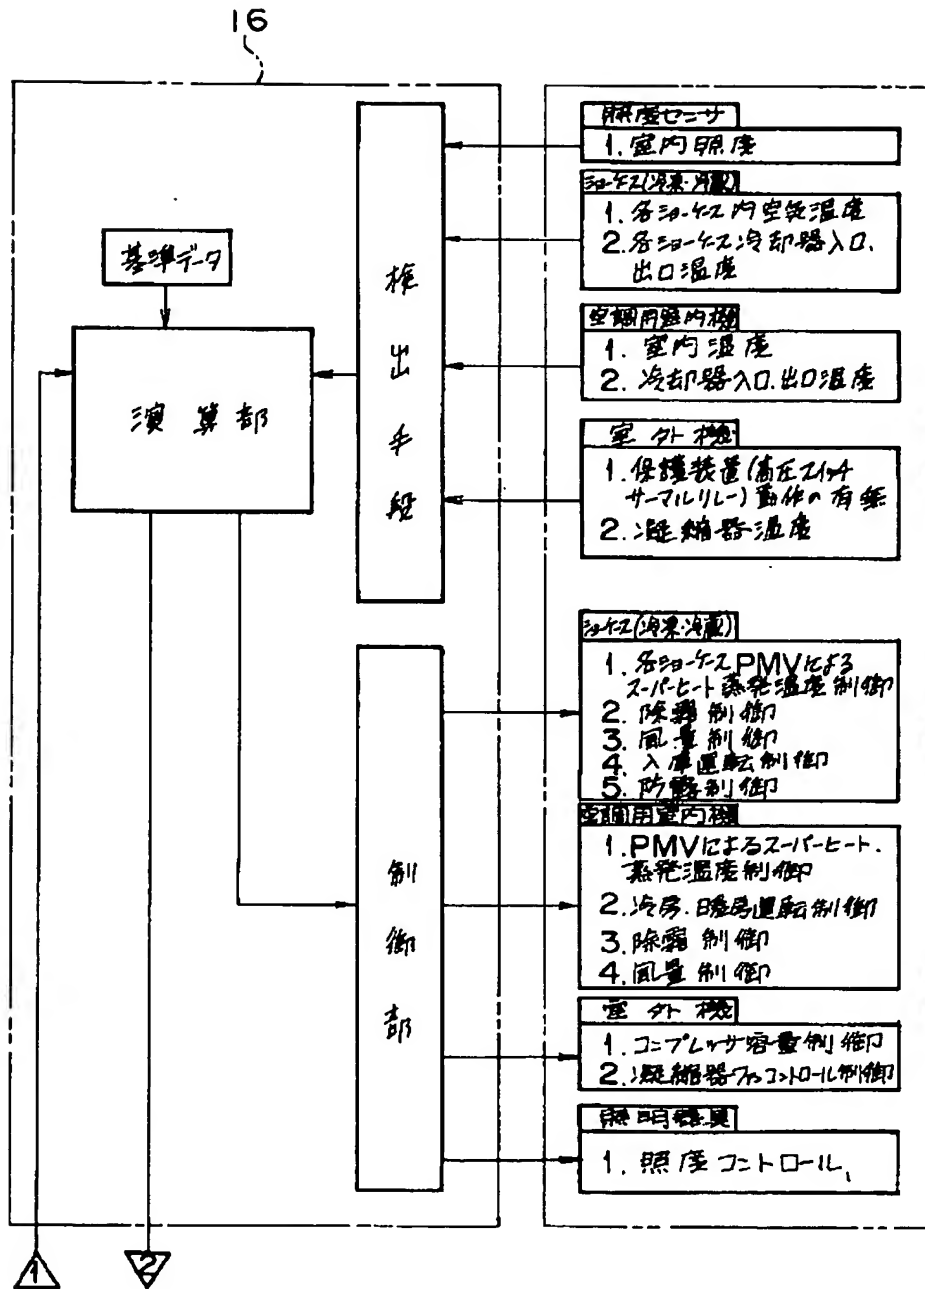 16
照度センサ
1. 室内照度
ショーケース(冷凍・冷蔵)
1. 各ショーケース内空気温度
2. 各ショーケース冷却器入口.
出口温度
基準データ
検出手段
空調用室内機
1. 室内温度
2. 冷却器入口.出口温度
演算部
室外機
1. 保護装置(高圧スイッチ
サーマルリレー)動作の有無
2. 凝縮器温度
ショーケース(冷凍・冷蔵)
1. 各ショーケースPMVによる
スーパーヒート蒸発温度制御
2. 除霜制御
3. 風量制御
4. 入庫運転制御
5. 防露制御
空調用室内機
1. PMVによるスーパーヒート.
蒸発温度制御
2. 冷房.暖房運転制御
3. 除霜制御
4. 風量制御
制御部
室外機
1. コンプレッサ容量制御
2. 凝縮器ファンコントロール制御
照明器具
1. 照度コントロール
1
2